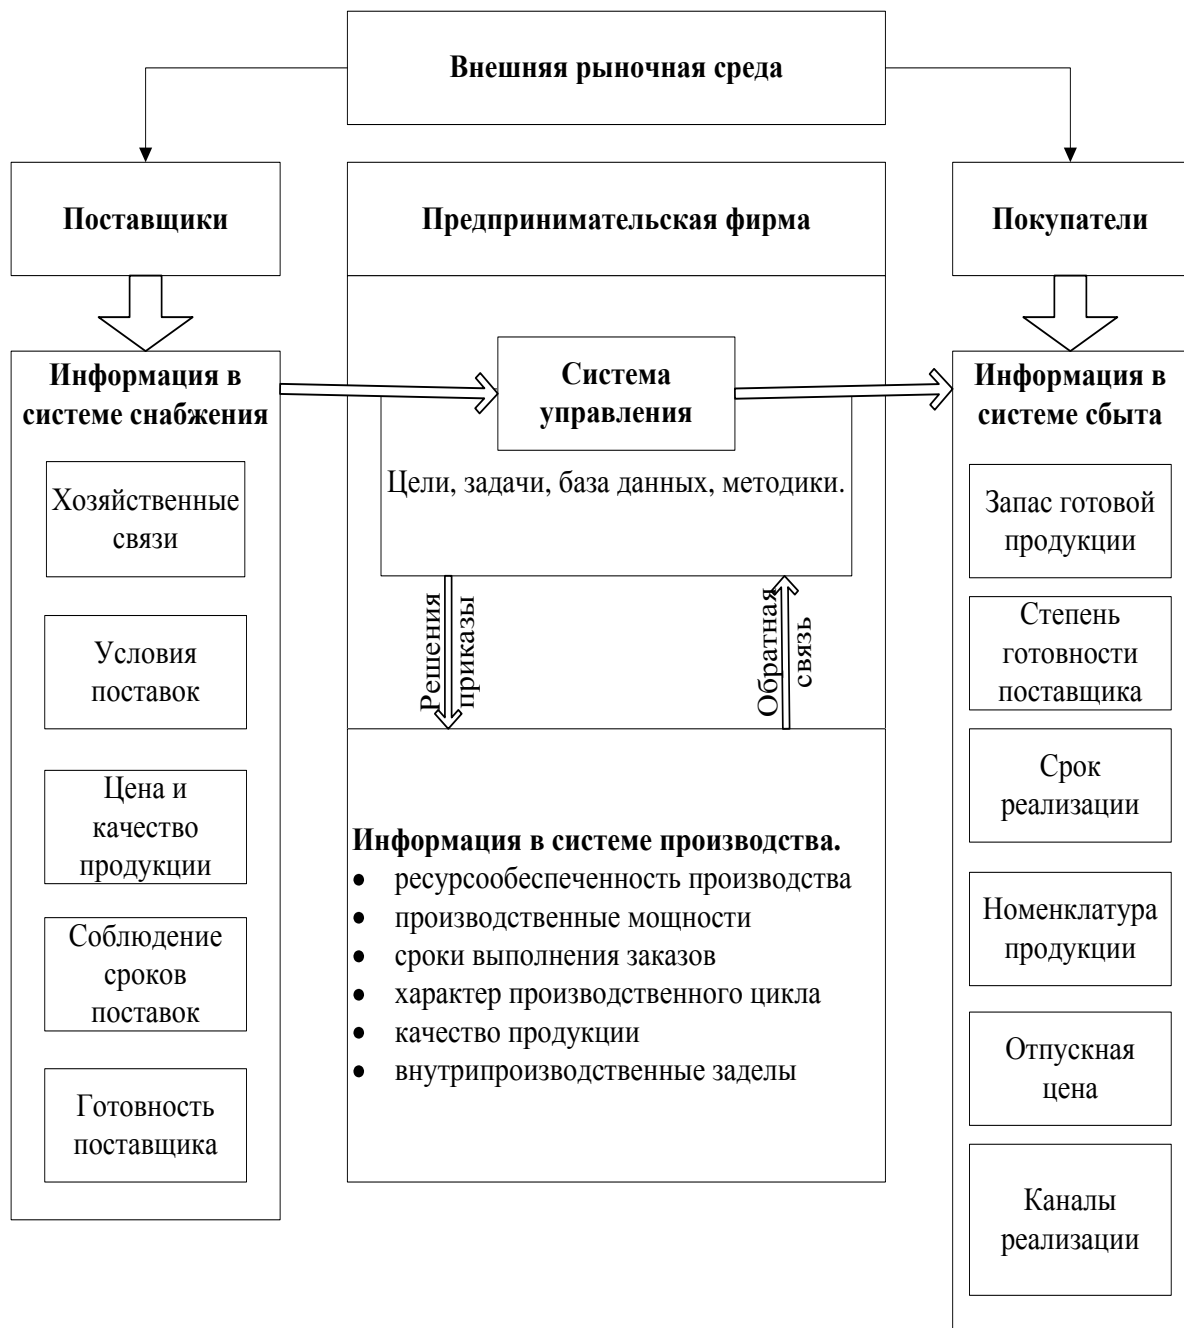 Внешняя рыночная среда
Поставщики
Предпринимательская фирма
Покупатели
Информация в
системе снабжения
Хозяйственные
связи
Условия
поставок
Цена и
качество
продукции
Соблюдение
сроков
поставок
Готовность
поставщика
Система
управления
Цели, задачи, база данных, методики.
Решения
приказы
Обратная
связь
Информация в системе производства.
• ресурсообеспеченность производства
• производственные мощности
• сроки выполнения заказов
• характер производственного цикла
• качество продукции
• внутрипроизводственные заделы
Информация в
системе сбыта
Запас готовой
продукции
Степень
готовности
поставщика
Срок
реализации
Номенклатура
продукции
Отпускная
цена
Каналы
реализации